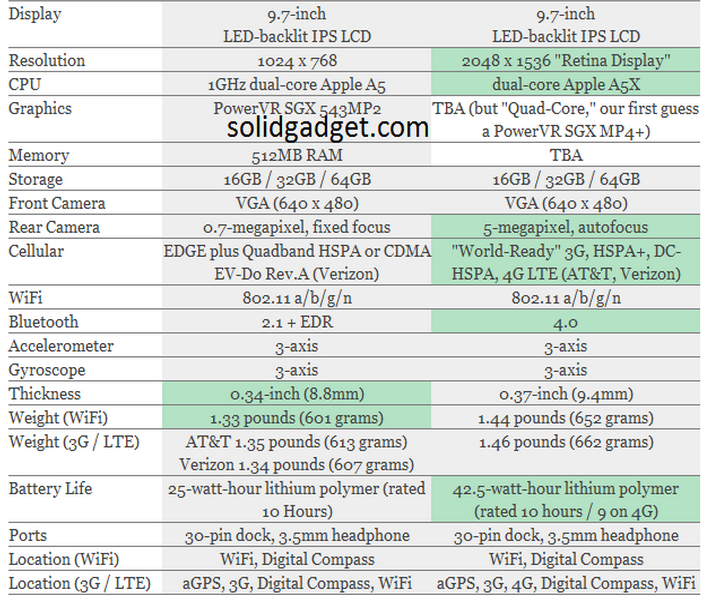 Display 9.7-inch 9.7-inch
LED-backlit IPS LCD LED-backlit IPS LCD
Resolution 1024 x 768 2048 x 1536 "Retina Display"
CPU 1GHz dual-core Apple A5 dual-core Apple A5X
Graphics PowerVR SGX 543MP2 TBA (but "Quad-Core," our first guess
solidgadget.com a PowerVR SGX MP4+)
Memory 512MB RAM TBA
Storage 16GB / 32GB / 64GB 16GB / 32GB / 64GB
Front Camera VGA (640 x 480) VGA (640 x 480)
Rear Camera 0.7-megapixel, fixed focus 5-megapixel, autofocus
Cellular EDGE plus Quadband HSPA or CDMA "World-Ready" 3G, HSPA+, DC-
EV-Do Rev.A (Verizon) HSPA, 4G LTE (AT&T, Verizon)
WiFi 802.11 a/b/g/n 802.11 a/b/g/n
Bluetooth 2.1 + EDR 4.0
Accelerometer 3-axis 3-axis
Gyroscope 3-axis 3-axis
Thickness 0.34-inch (8.8mm) 0.37-inch (9.4mm)
Weight (WiFi) 1.33 pounds (601 grams) 1.44 pounds (652 grams)
Weight (3G / LTE) AT&T 1.35 pounds (613 grams) 1.46 pounds (662 grams)
Verizon 1.34 pounds (607 grams)
Battery Life 25-watt-hour lithium polymer (rated 42.5-watt-hour lithium polymer
10 Hours) (rated 10 hours / 9 on 4G)
Ports 30-pin dock, 3.5mm headphone 30-pin dock, 3.5mm headphone
Location (WiFi) WiFi, Digital Compass WiFi, Digital Compass
Location (3G / LTE) aGPS, 3G, Digital Compass, WiFi aGPS, 3G, 4G, Digital Compass, WiFi